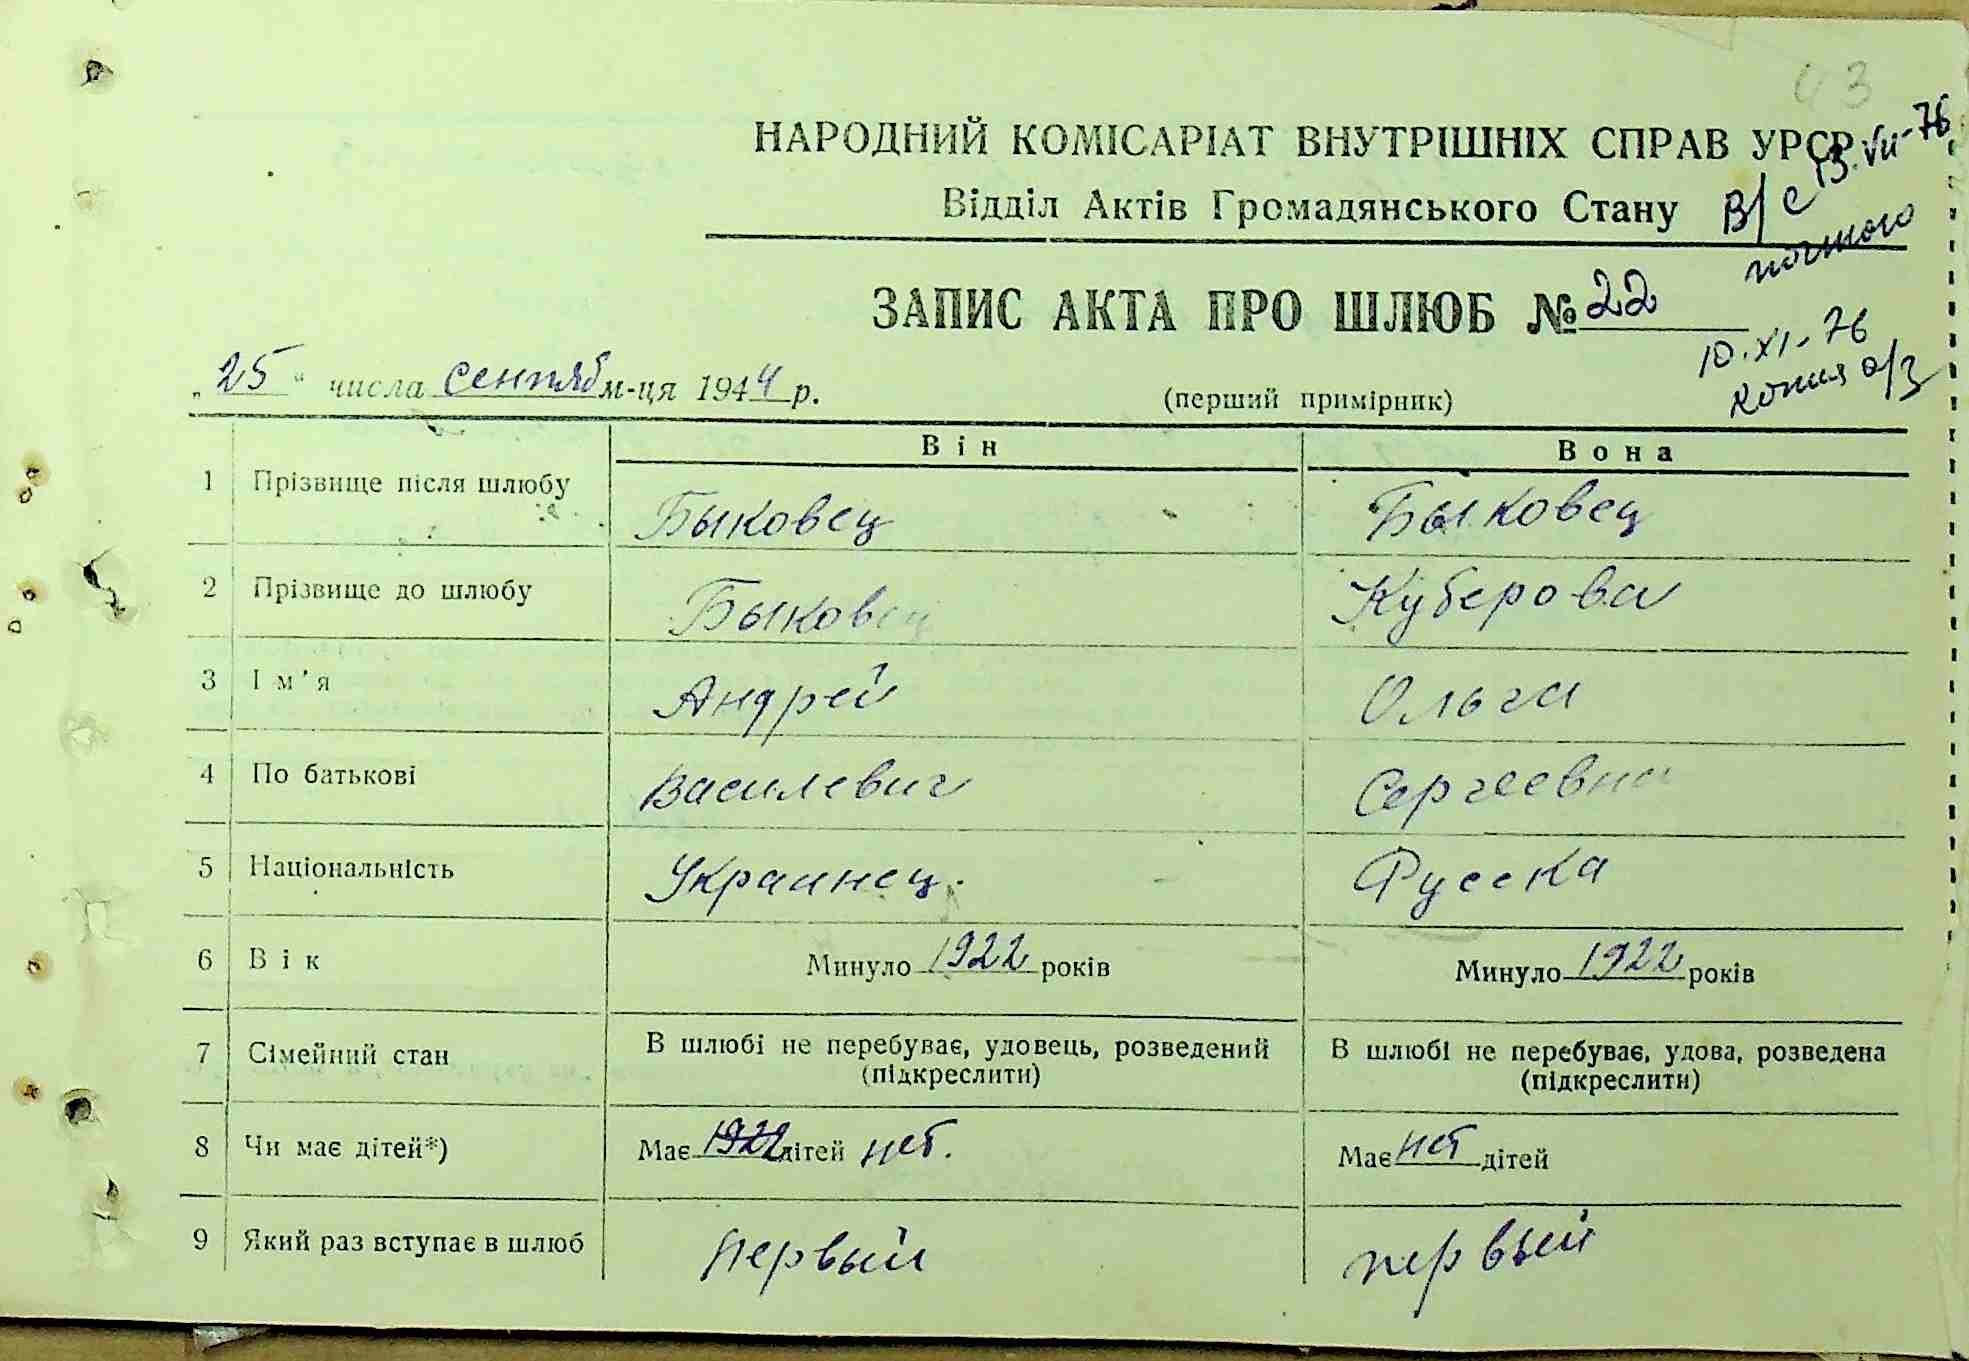 43
НАРОДНИЙ КОМІСАРІАТ ВНУТРІШНІХ СПРАВ УРСР
13.VII-76
Відділ Актів Громадянського Стану
В/с
ЗАПИС АКТА ПРО ШЛЮБ № 22
10.XI-76
копия о/з
„25“ числа сентяб м-ця 1944 р.
(перший примірник)
Він Вона
1 Прізвище після шлюбу Быковец Быковец
2 Прізвище до шлюбу Быковец Куберова
3 Ім'я Андрей Ольга
4 По батькові Василевич Сергеевна
5 Національність Украинец. Русска
6 Вік Минуло 1922 років Минуло 1922 років
7 Сімейний стан В шлюбі не перебуває, удовець, розведений В шлюбі не перебуває, удова, розведена
(підкреслити) (підкреслити)
8 Чи має дітей*) Має 1922 дітей нет. Має нет дітей
9 Який раз вступає в шлюб первый первый